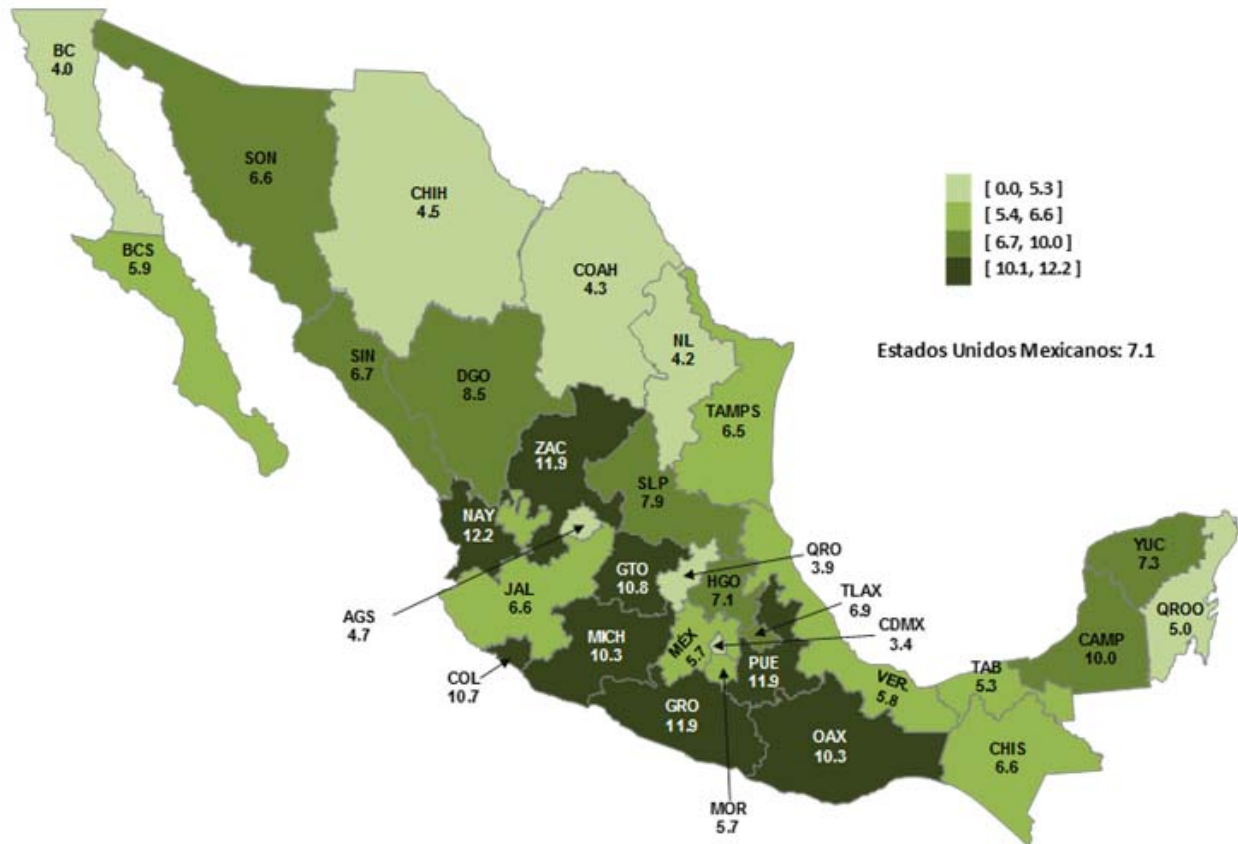 BC
4.0
SON
6.6
CHIH
4.5
BCS
5.9
COAH
4.3
NL
4.2
SIN
6.7
DGO
8.5
TAMPS
6.5
ZAC
11.9
SLP
7.9
NAY
12.2
AGS
4.7
JAL
6.6
GTO
10.8
QRO
3.9
HGO
7.1
TLAX
6.9
CDMX
3.4
MICH
10.3
MÉX
5.7
PUE
11.9
COL
10.7
GRO
11.9
MOR
5.7
OAX
10.3
VER.
5.8
TAB
5.3
CHIS
6.6
CAMP
10.0
YUC
7.3
QROO
5.0
[ 0.0, 5.3 ]
[ 5.4, 6.6 ]
[ 6.7, 10.0 ]
[ 10.1, 12.2 ]
Estados Unidos Mexicanos: 7.1